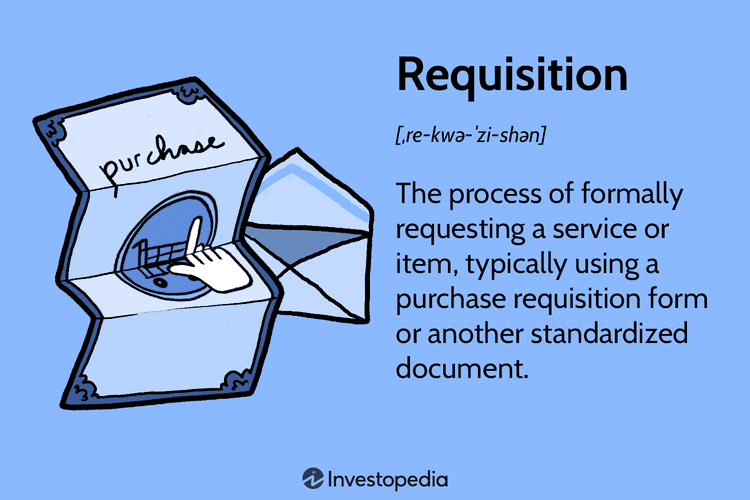 purchase
Requisition
[ˌre-kwə-ˈzi-shən]
The process of formally
requesting a service or
item, typically using a
purchase requisition form
or another standardized
document.
Investopedia